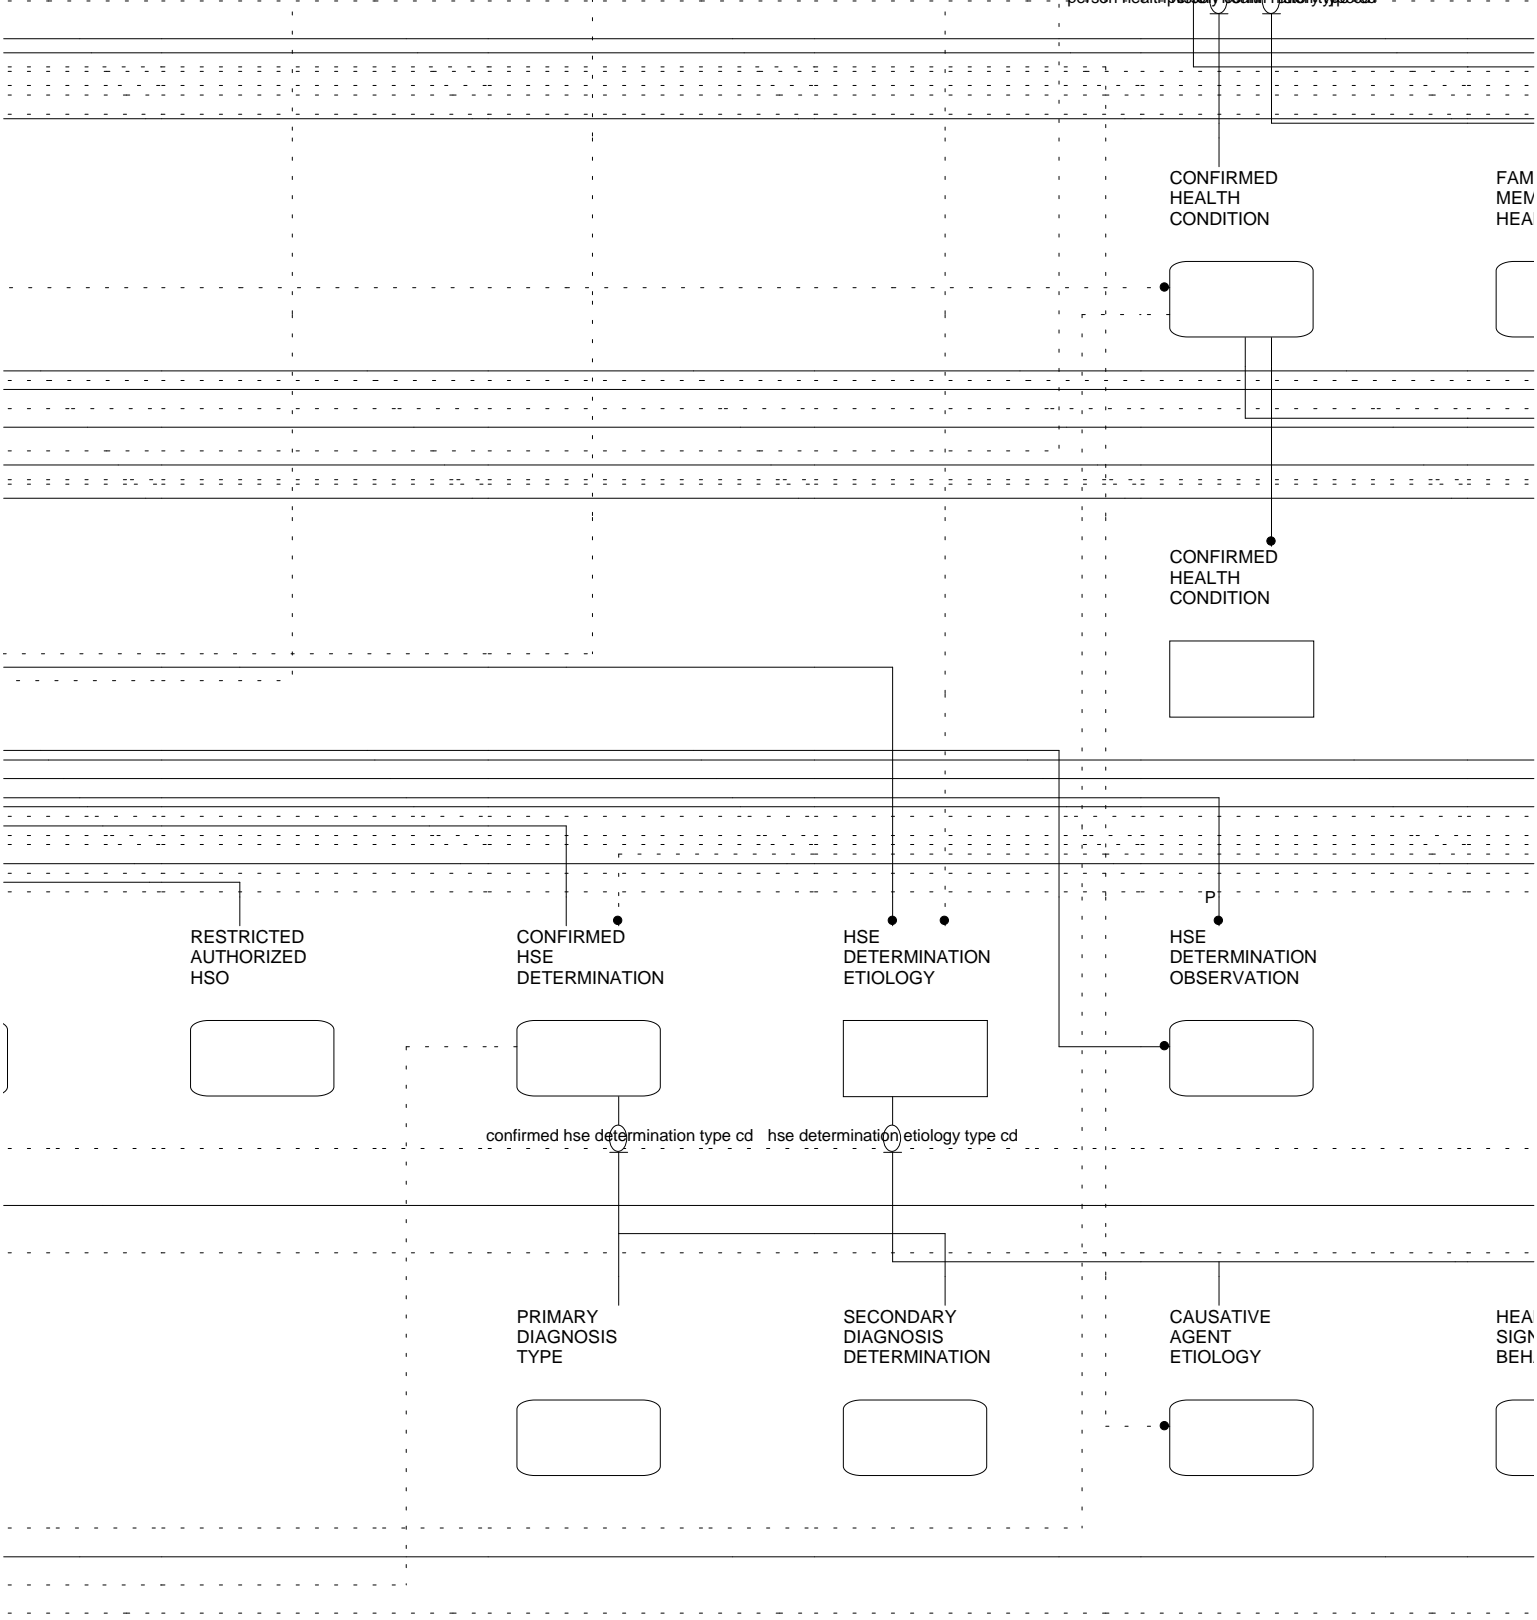 person health
CONFIRMED
HEALTH
CONDITION
FAM
MEM
HEA
CONFIRMED
HEALTH
CONDITION
P
RESTRICTED
AUTHORIZED
HSO
CONFIRMED
HSE
DETERMINATION
HSE
DETERMINATION
ETIOLOGY
HSE
DETERMINATION
OBSERVATION
confirmed hse determination type cd
hse determination etiology type cd
PRIMARY
DIAGNOSIS
TYPE
SECONDARY
DIAGNOSIS
DETERMINATION
CAUSATIVE
AGENT
ETIOLOGY
HEA
SIGN
BEH